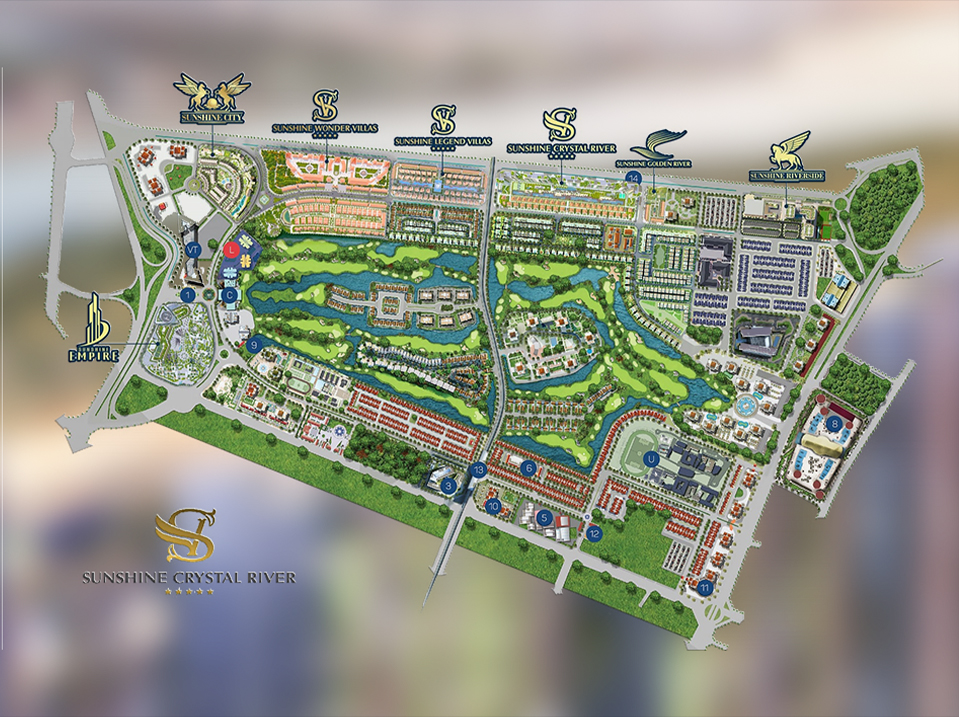 SUNSHINE CITY
SUNSHINE WONDER VILLAS
SUNSHINE LEGEND VILLAS
SUNSHINE CRYSTAL RIVER
SUNSHINE GOLDEN RIVER
SUNSHINE RIVERSIDE
14
VT
L
1
C
SUNSHINE
EMPIRE
9
8
U
13
6
3
10
5
12
11
SUNSHINE CRYSTAL RIVER